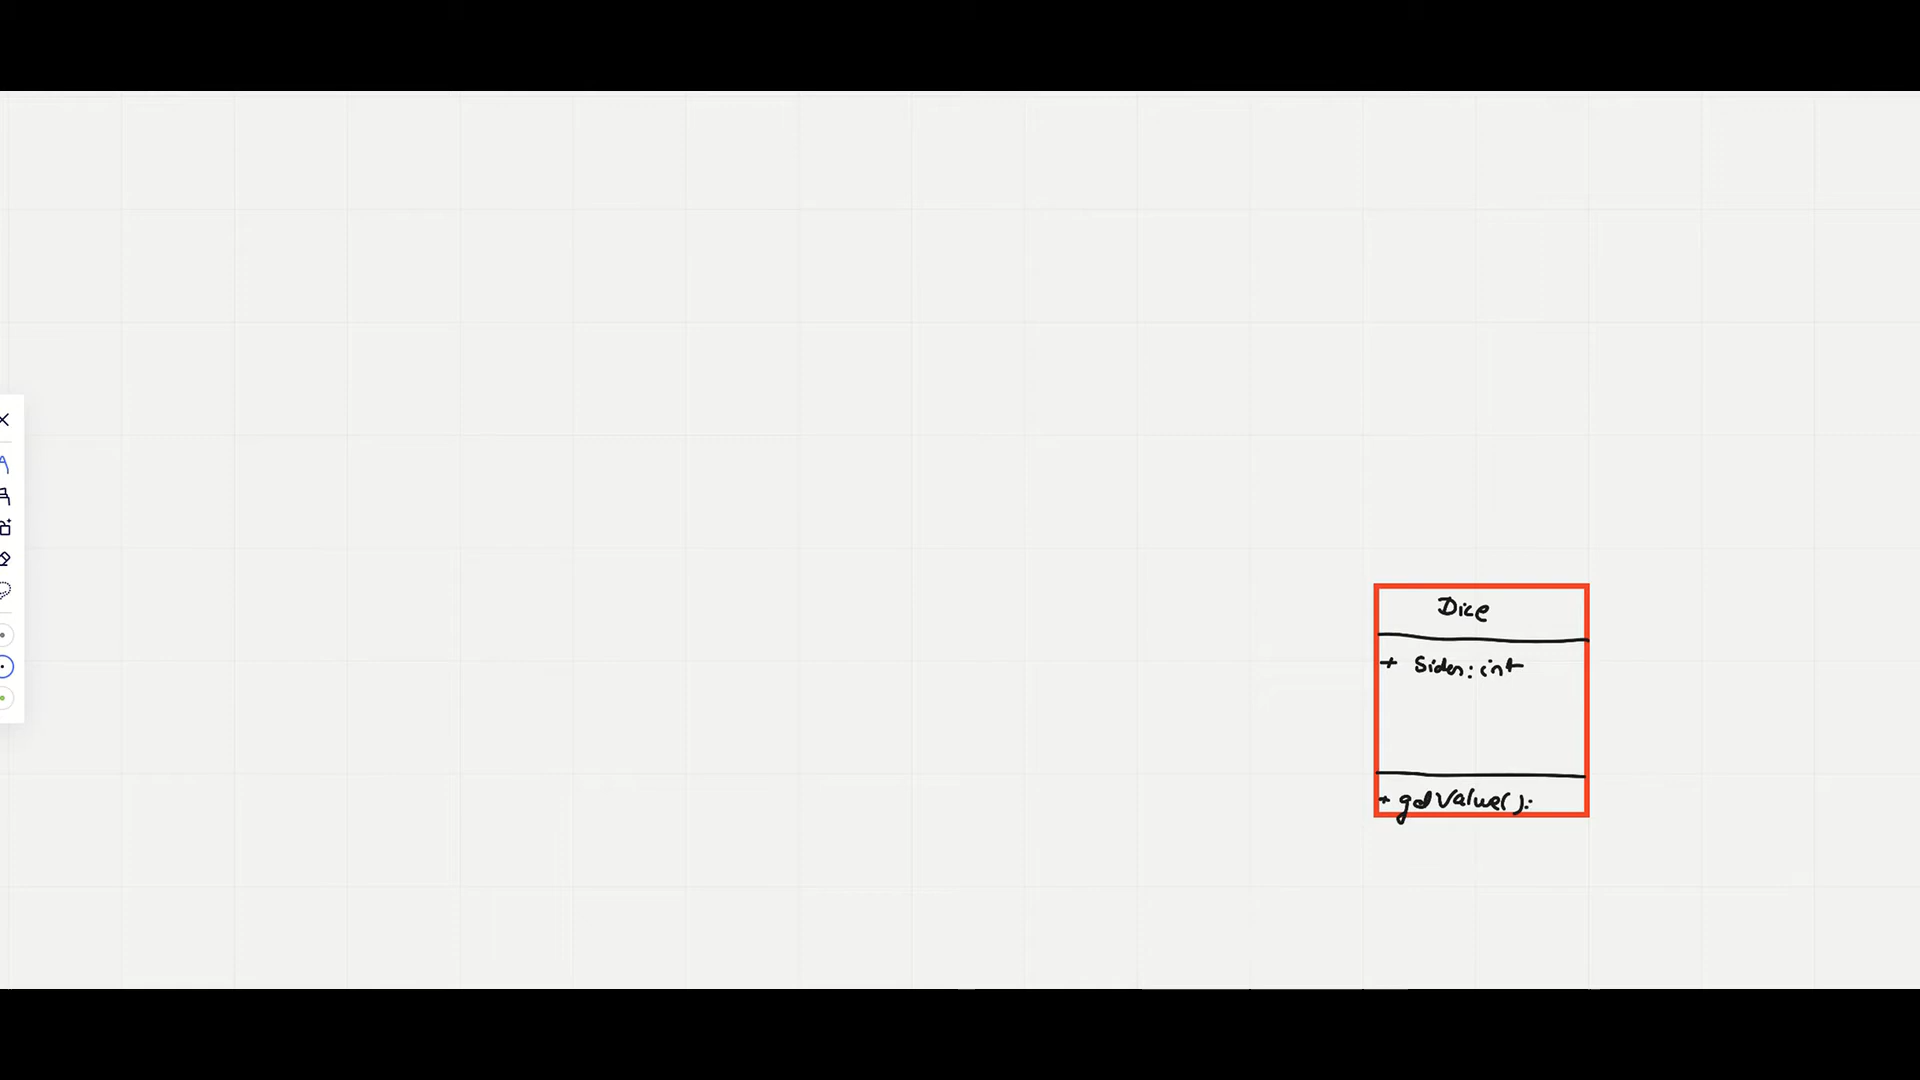 Dice
+ Sides: int
+ getValue():